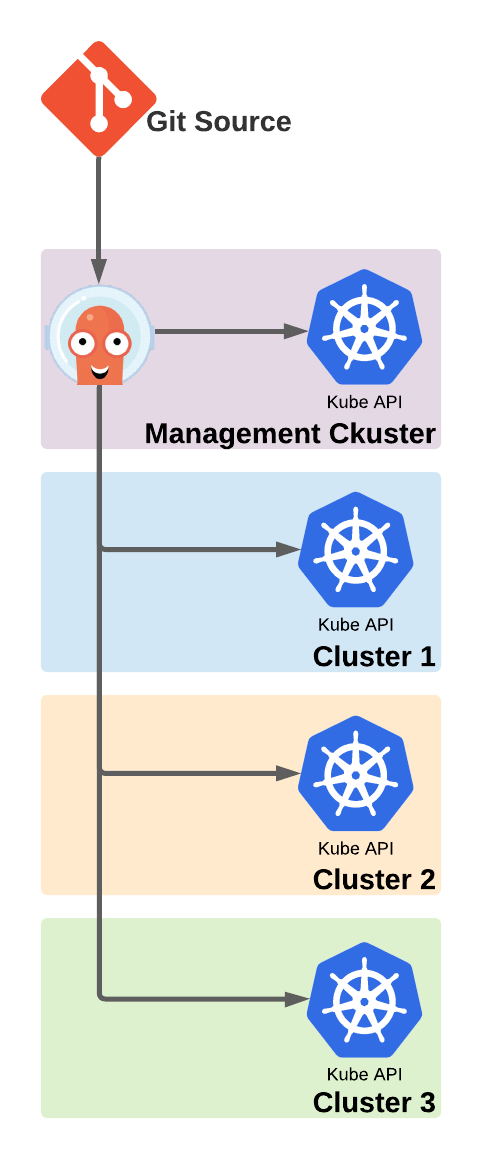 Git Source
Kube API
Management Ckuster
Kube API
Cluster 1
Kube API
Cluster 2
Kube API
Cluster 3